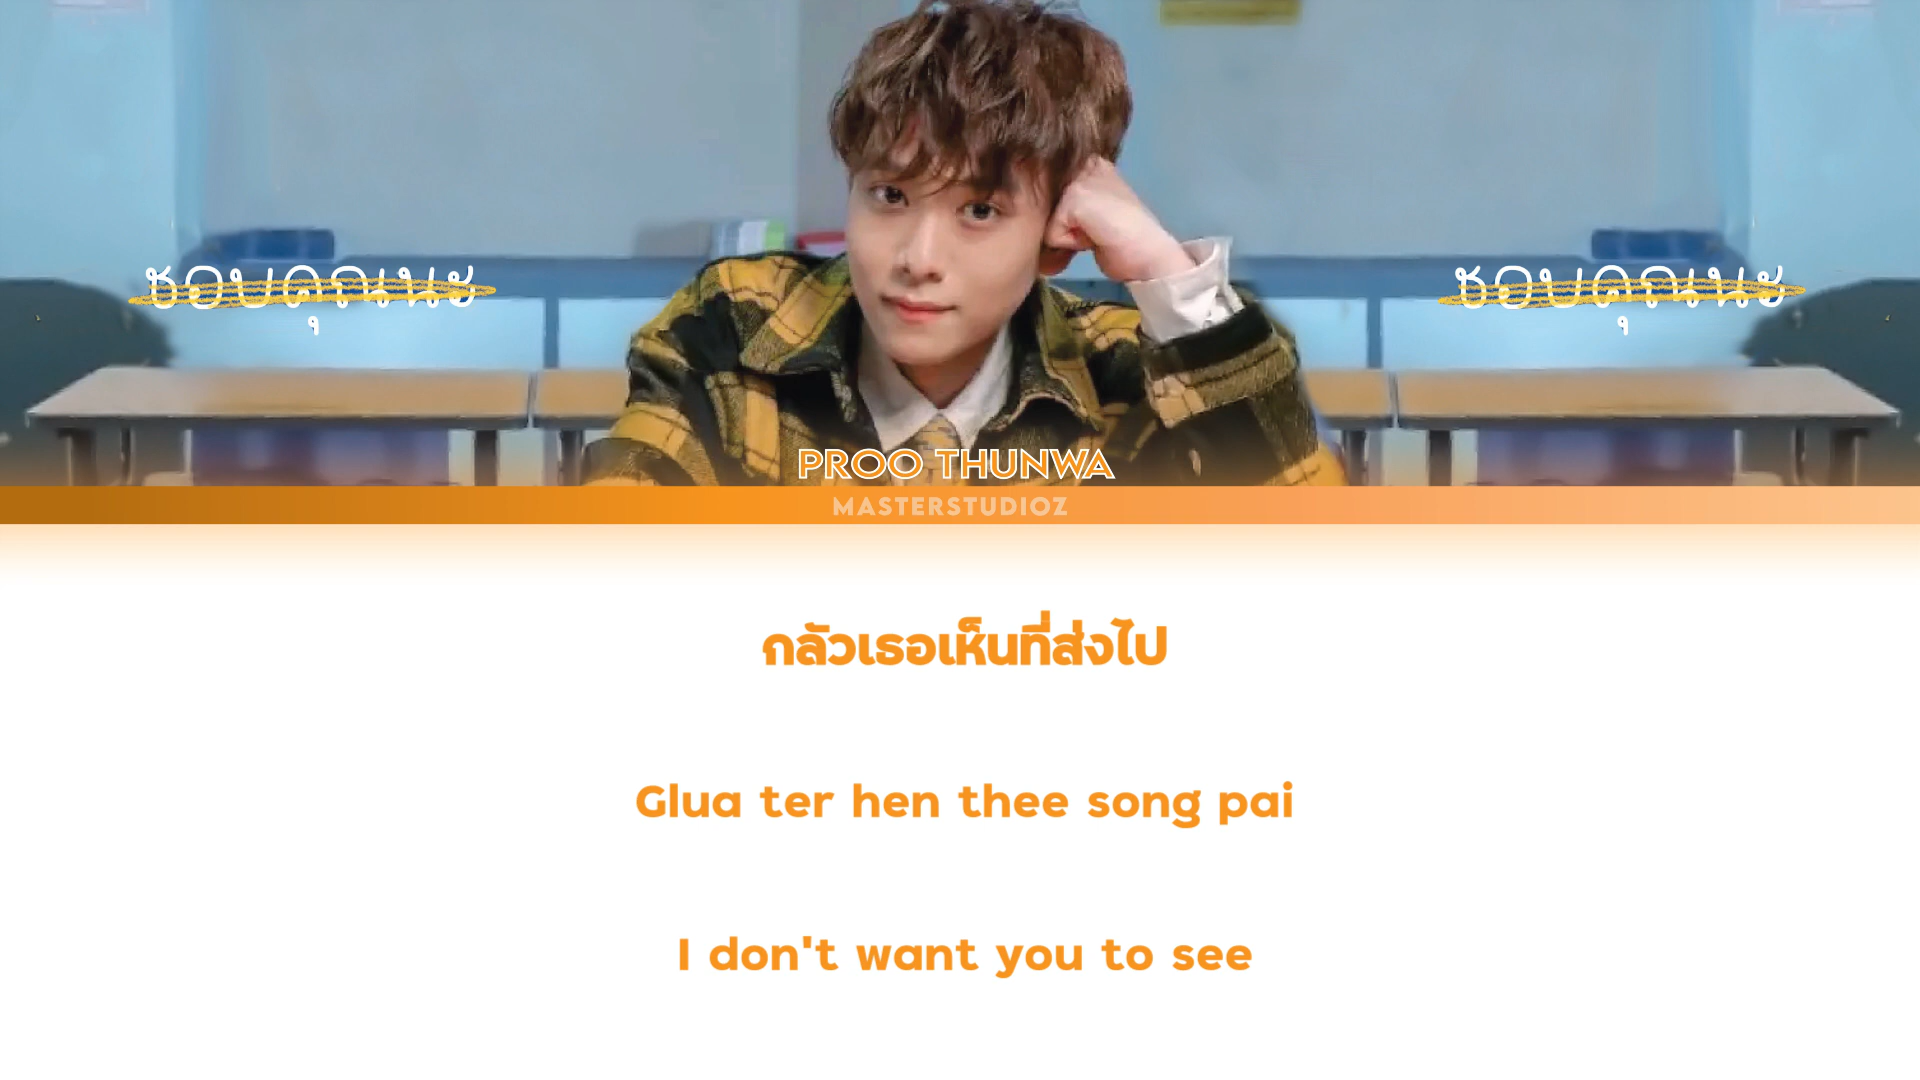 ชอบคุณนะ
ชอบคุณนะ
PROO THUNWA
MASTERSTUDIOZ
กลัวเธอเห็นที่ส่งไป
Glua ter hen thee song pai
I don't want you to see